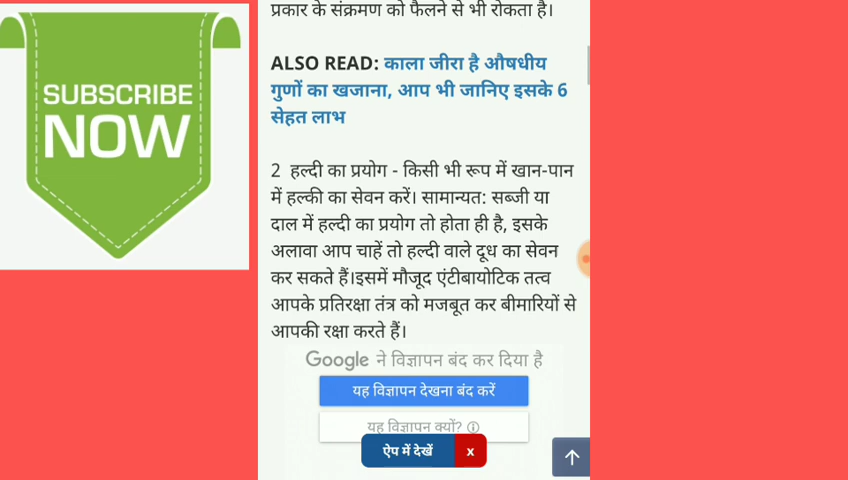 SUBSCRIBE
NOW
प्रकार के संक्रमण को फैलने से भी रोकता है।
ALSO READ: काला जीरा है औषधीय
गुणों का खजाना, आप भी जानिए इसके 6
सेहत लाभ
2 हल्दी का प्रयोग - किसी भी रूप में खान-पान
में हल्की का सेवन करें। सामान्यत: सब्जी या
दाल में हल्दी का प्रयोग तो होता ही है, इसके
अलावा आप चाहें तो हल्दी वाले दूध का सेवन
कर सकते हैं।इसमें मौजूद एंटीबायोटिक तत्व
आपके प्रतिरक्षा तंत्र को मजबूत कर बीमारियों से
आपकी रक्षा करते हैं।
Google ने विज्ञापन बंद कर दिया है
यह विज्ञापन देखना बंद करें
यह विज्ञापन क्यों?
ऐप में देखें x